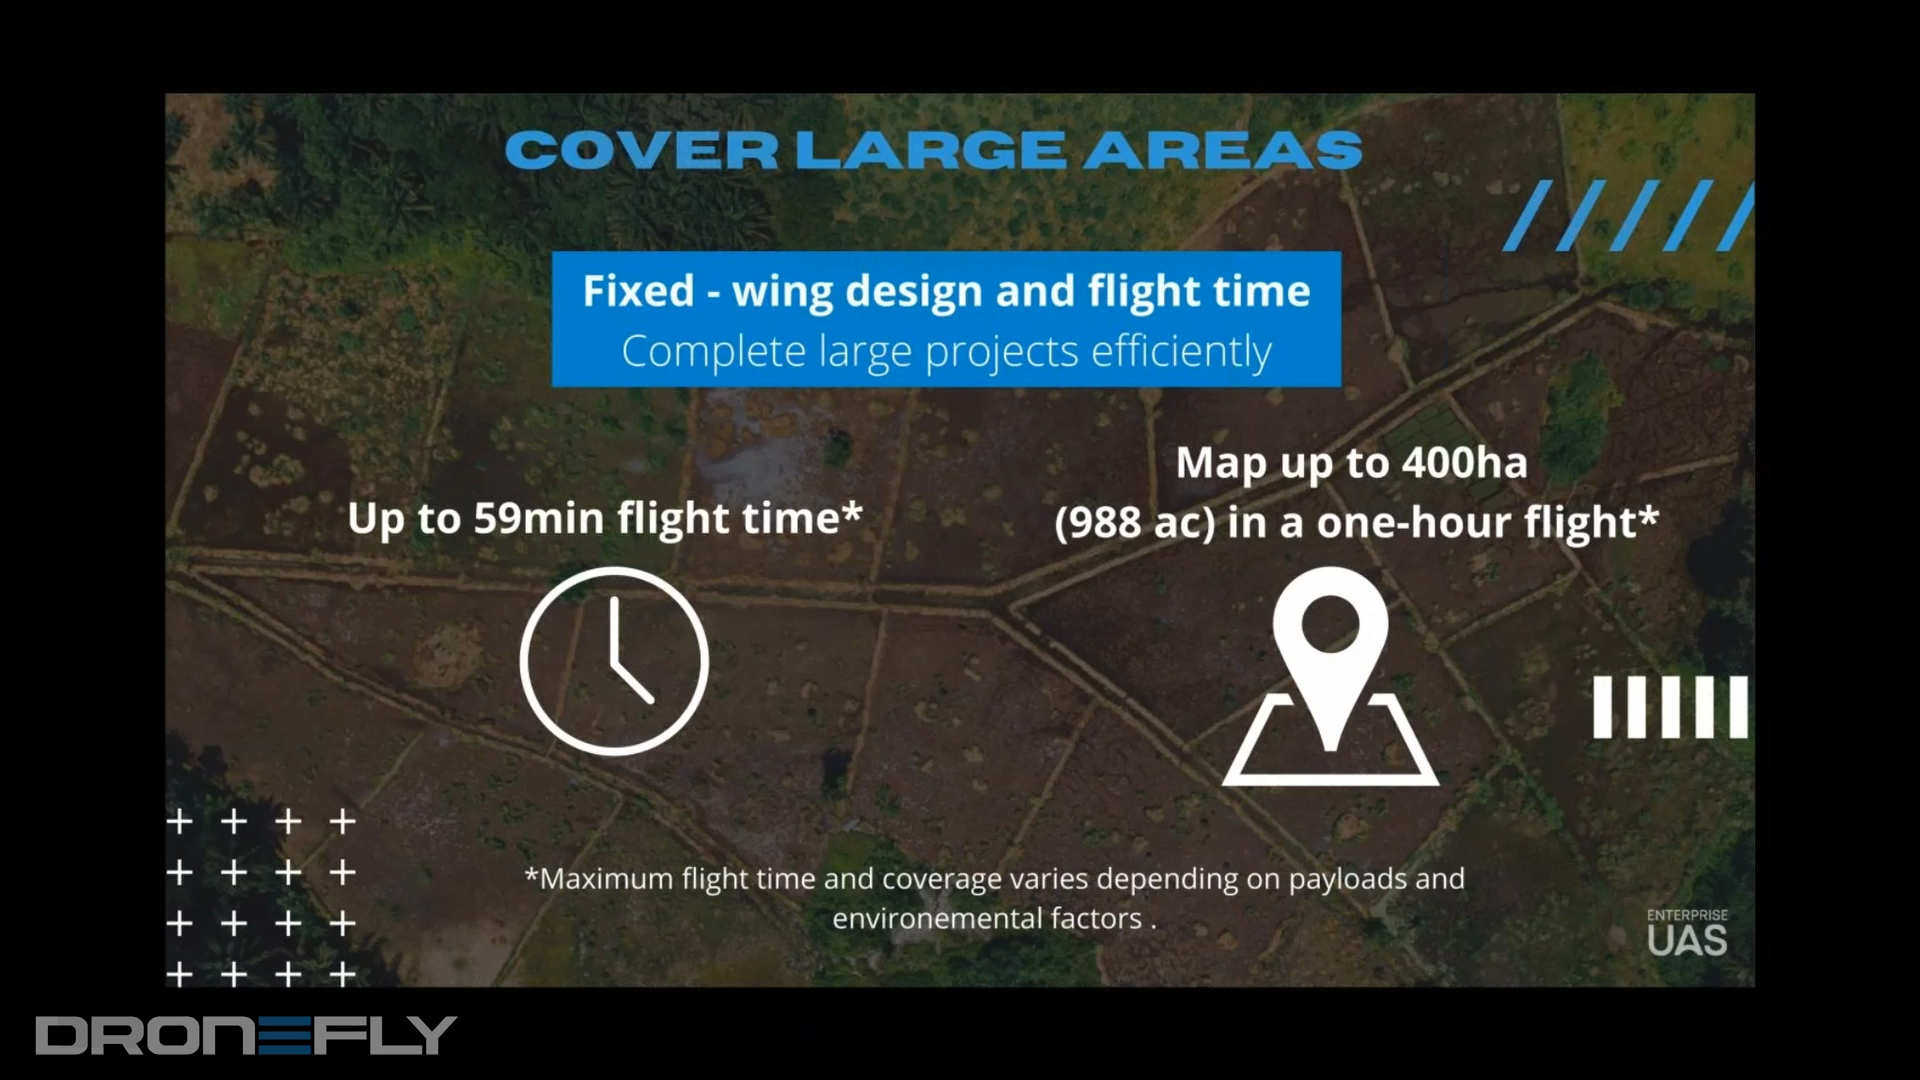 COVER LARGE AREAS
Fixed - wing design and flight time
Complete large projects efficiently
Up to 59min flight time*
Map up to 400ha
(988 ac) in a one-hour flight*
*Maximum flight time and coverage varies depending on payloads and
environemental factors .
ENTERPRISE
UAS
DRONEFLY